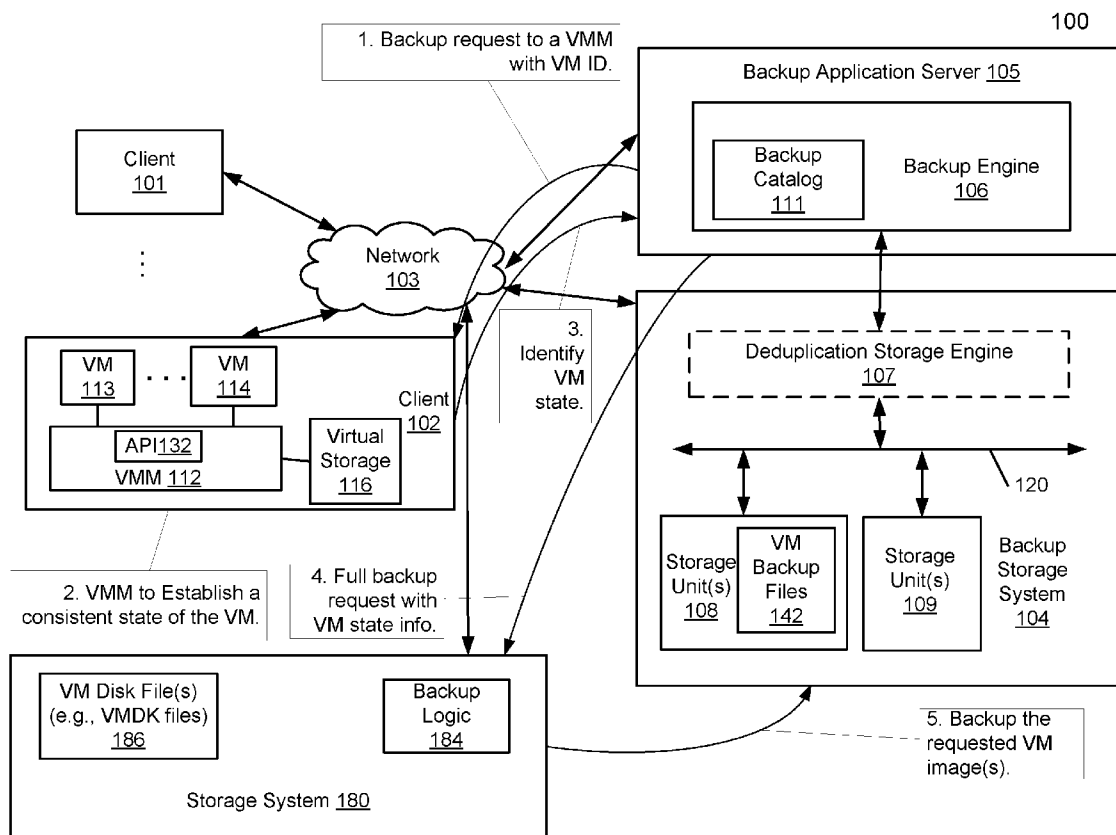 100
1. Backup request to a VMM
with VM ID.
Backup Application Server 105
Backup
Catalog
111
Backup Engine
106
Client
101
Network
103
3.
Identify
VM
state.
Deduplication Storage Engine
107
VM
113
VM
114
Client
102
API132
VMM 112
Virtual
Storage
116
120
Storage
Unit(s)
108
VM
Backup
Files
142
Storage
Unit(s)
109
Backup
Storage
System
104
2. VMM to Establish a
consistent state of the VM.
4. Full backup
request with
VM state info.
VM Disk File(s)
(e.g., VMDK files)
186
Backup
Logic
184
5. Backup the
requested VM
image(s).
Storage System 180